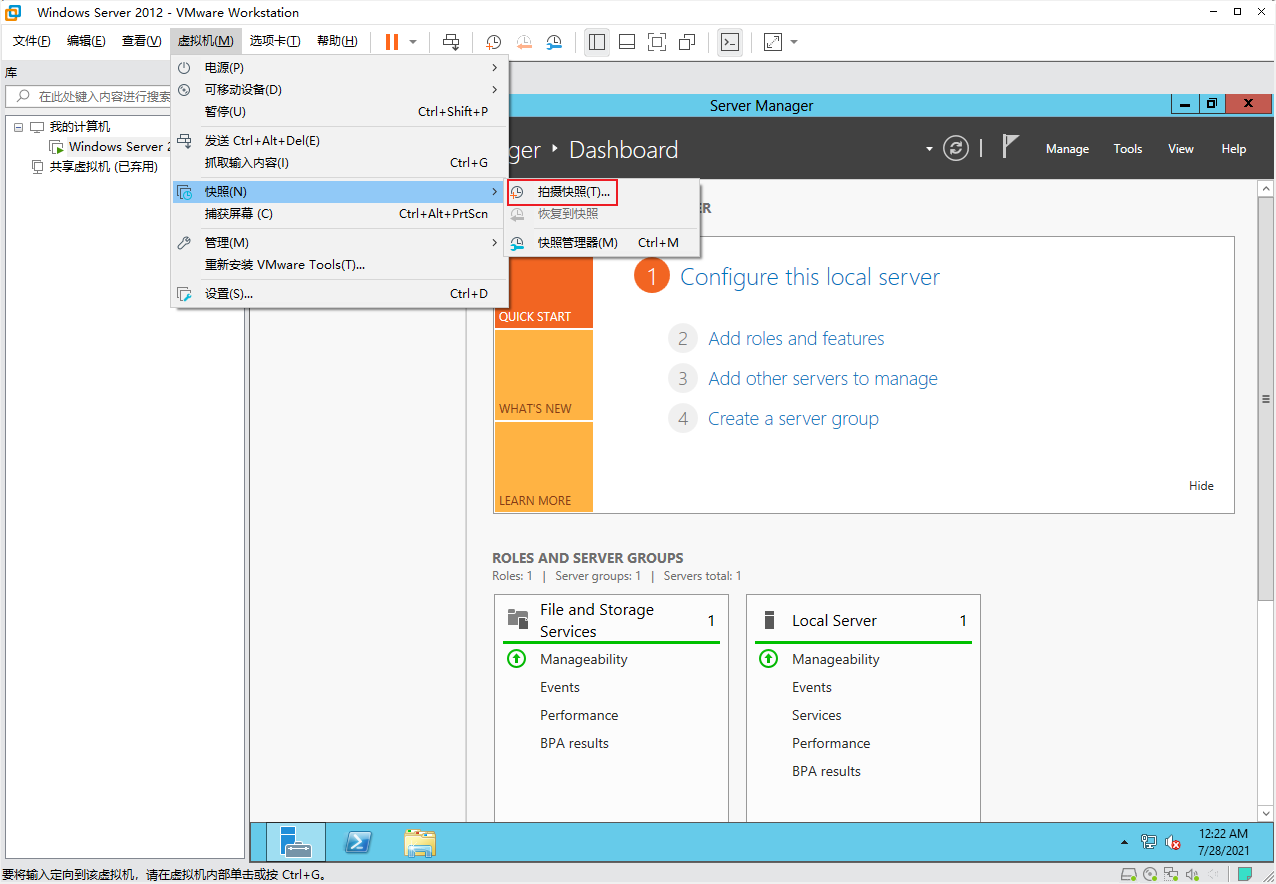 Windows Server 2012 - VMware Workstation
文件(F) 编辑(E) 查看(V) 虚拟机(M) 选项卡(T) 帮助(H)
库
在此处键入内容进行搜索
我的计算机
Windows Server 2
共享虚拟机 (已弃用)
电源(P)
可移动设备(D)
暂停(U) Ctrl+Shift+P
发送 Ctrl+Alt+Del(E)
抓取输入内容(I) Ctrl+G
快照(N)
捕获屏幕 (C) Ctrl+Alt+PrtScn
管理(M)
重新安装 VMware Tools(T)...
设置(S)... Ctrl+D
拍摄快照(T)...
恢复到快照
快照管理器(M) Ctrl+M
Server Manager
ger Dashboard
Manage Tools View Help
ER
QUICK START
WHAT'S NEW
LEARN MORE
1 Configure this local server
2 Add roles and features
3 Add other servers to manage
4 Create a server group
Hide
ROLES AND SERVER GROUPS
Roles: 1 | Server groups: 1 | Servers total: 1
File and Storage
Services 1
Manageability
Events
Performance
BPA results
Local Server 1
Manageability
Events
Services
Performance
BPA results
12:22 AM
7/28/2021
要将输入定向到该虚拟机，请在虚拟机内部单击或按 Ctrl+G。